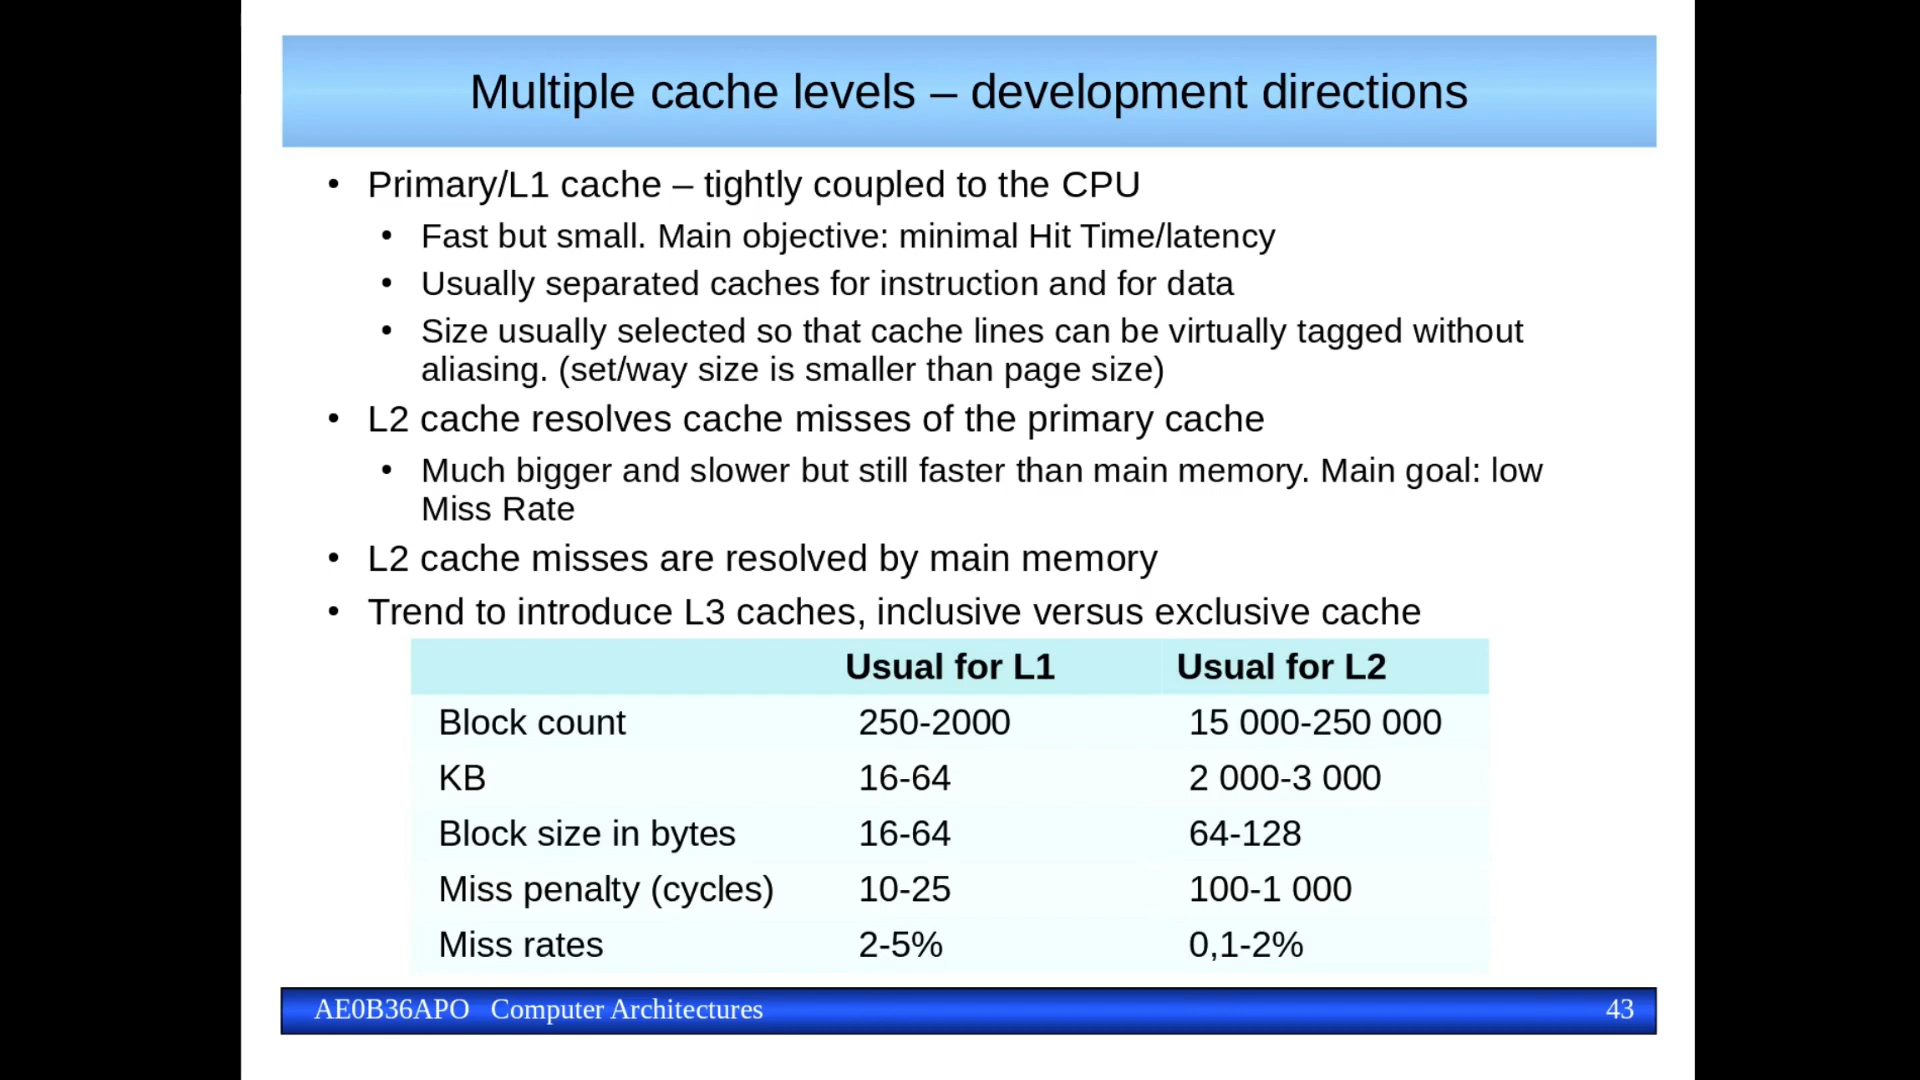 Multiple cache levels – development directions
• Primary/L1 cache – tightly coupled to the CPU
• Fast but small. Main objective: minimal Hit Time/latency
• Usually separated caches for instruction and for data
• Size usually selected so that cache lines can be virtually tagged without
aliasing. (set/way size is smaller than page size)
• L2 cache resolves cache misses of the primary cache
• Much bigger and slower but still faster than main memory. Main goal: low
Miss Rate
• L2 cache misses are resolved by main memory
• Trend to introduce L3 caches, inclusive versus exclusive cache
Usual for L1 Usual for L2
Block count 250-2000 15 000-250 000
KB 16-64 2 000-3 000
Block size in bytes 16-64 64-128
Miss penalty (cycles) 10-25 100-1 000
Miss rates 2-5% 0,1-2%
AE0B36APO Computer Architectures 43